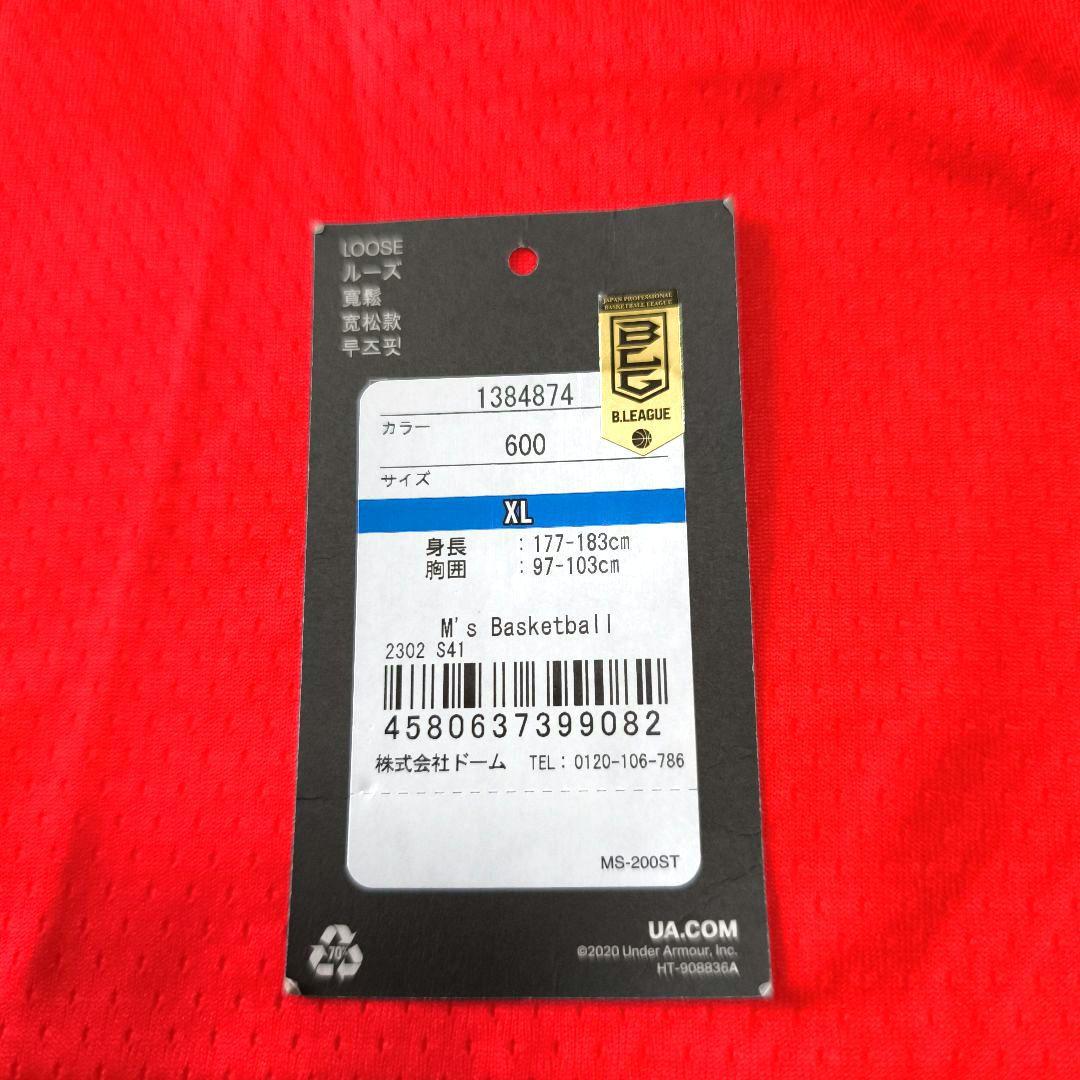 LOOSE
ルーズ
寬鬆
宽松款
루즈핏
JAPAN PROFESSIONAL
BASKETBALL LEAGUE
BLG
B.LEAGUE
1384874
カラー
600
サイズ
XL
身長 : 177-183cm
胸囲 : 97-103cm
M's Basketball
2302 S41
4580637399082
株式会社ドーム TEL: 0120-106-786
MS-200ST
70%
UA.COM
©2020 Under Armour, Inc.
HT-908836A